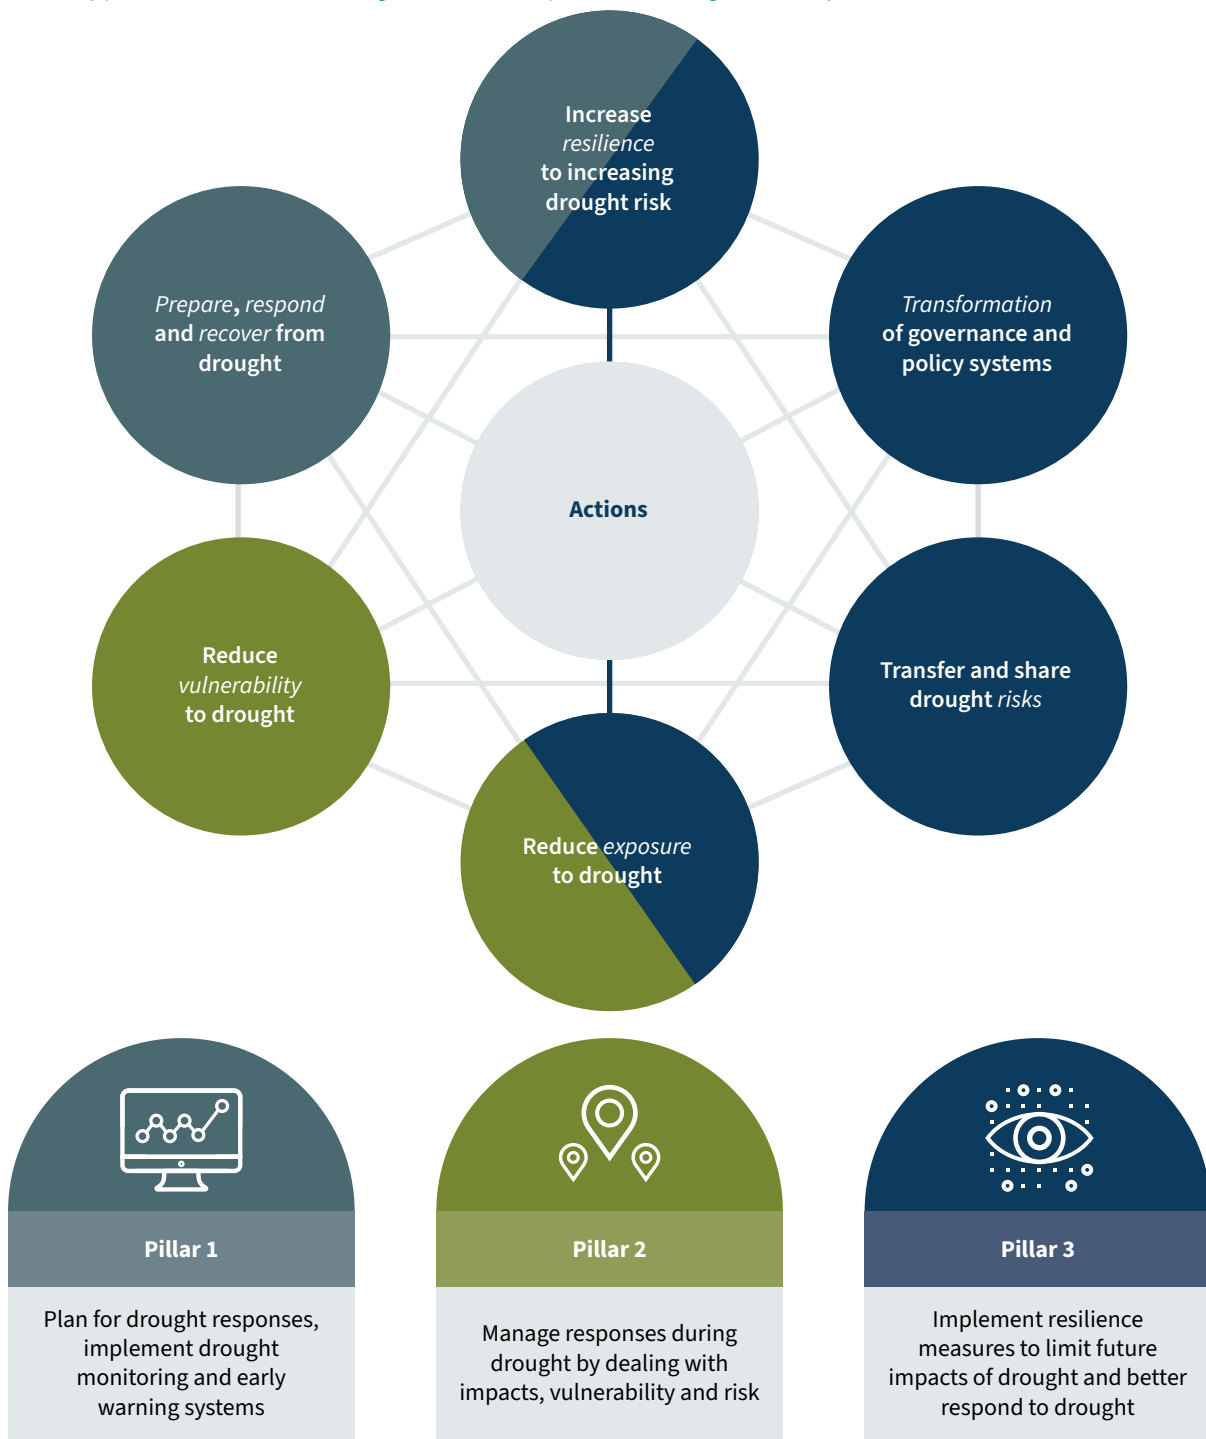 Increase
resilience
to increasing
drought risk
Prepare, respond
and recover from
drought
Transformation
of governance and
policy systems
Actions
Reduce
vulnerability
to drought
Transfer and share
drought risks
Reduce exposure
to drought
Pillar 1
Plan for drought responses,
implement drought
monitoring and early
warning systems
Pillar 2
Manage responses during
drought by dealing with
impacts, vulnerability and risk
Pillar 3
Implement resilience
measures to limit future
impacts of drought and better
respond to drought